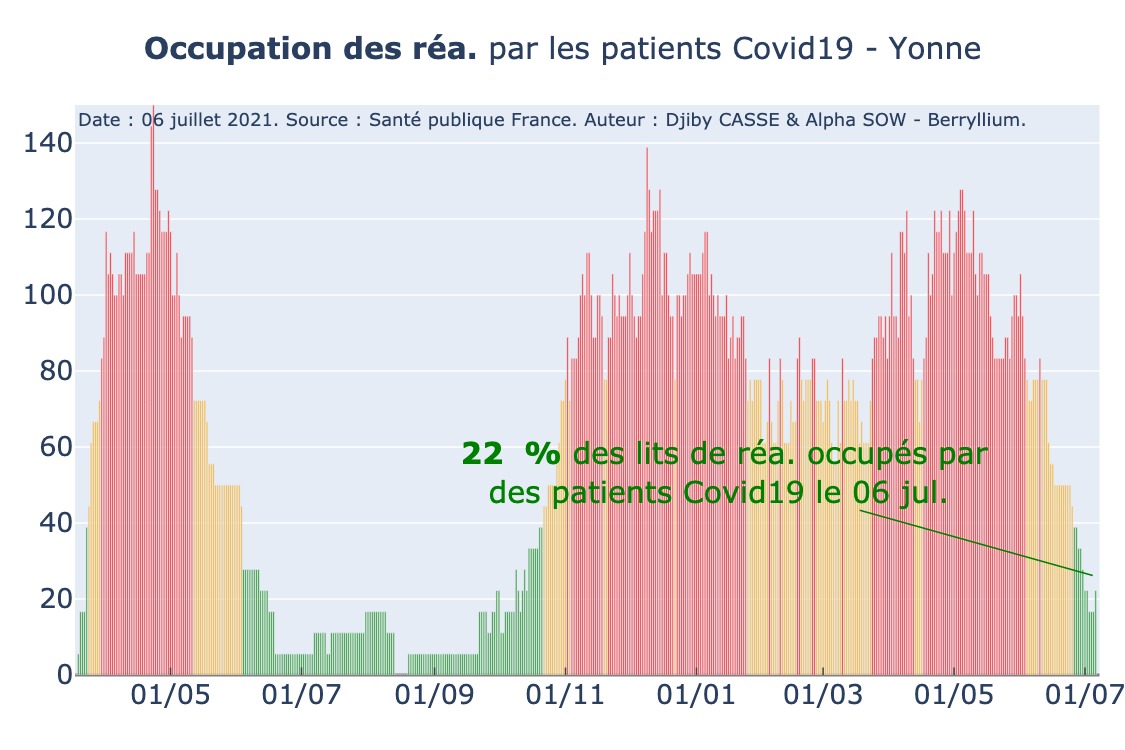 Occupation des réa. par les patients Covid19 - Yonne
Date : 06 juillet 2021. Source : Santé publique France. Auteur : Djiby CASSE & Alpha SOW - Berryllium.
140
120
100
80
60
40
20
0
22 % des lits de réa. occupés par
des patients Covid19 le 06 jul.
01/05 01/07 01/09 01/11 01/01 01/03 01/05 01/07